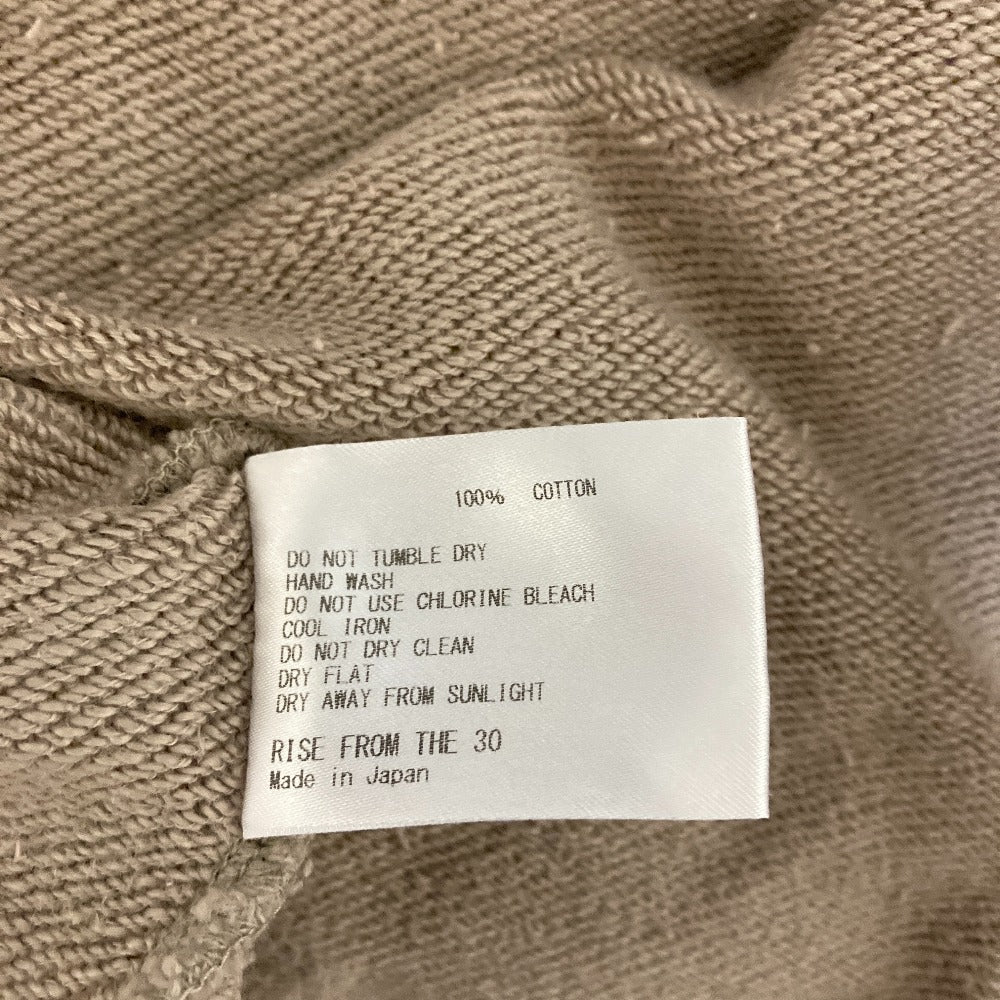 100% COTTON
DO NOT TUMBLE DRY
HAND WASH
DO NOT USE CHLORINE BLEACH
COOL IRON
DO NOT DRY CLEAN
DRY FLAT
DRY AWAY FROM SUNLIGHT
RISE FROM THE 30
Made in Japan